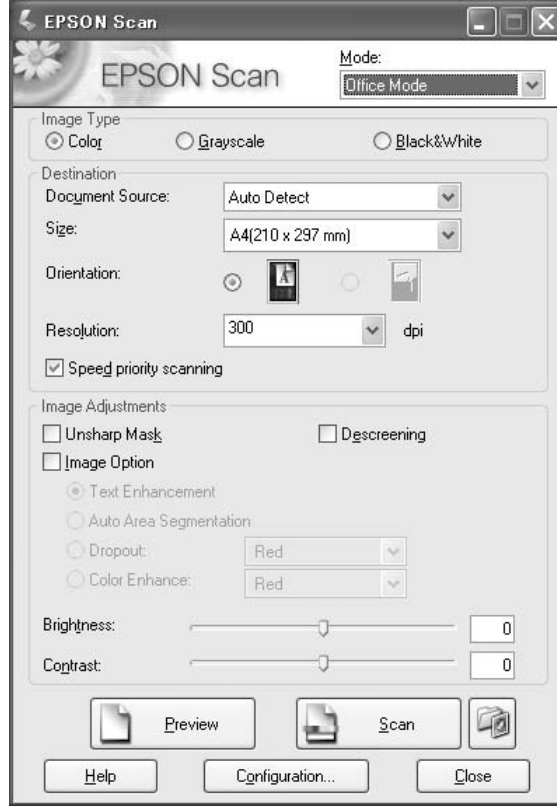 EPSON Scan
EPSON Scan
Mode:
Office Mode
Image Type
Color Grayscale Black&White
Destination
Document Source: Auto Detect
Size: A4(210 x 297 mm)
Orientation:
Resolution: 300 dpi
Speed priority scanning
Image Adjustments
Unsharp Mask Descreening
Image Option
Text Enhancement
Auto Area Segmentation
Dropout: Red
Color Enhance: Red
Brightness: 0
Contrast: 0
Preview Scan
Help Configuration... Close